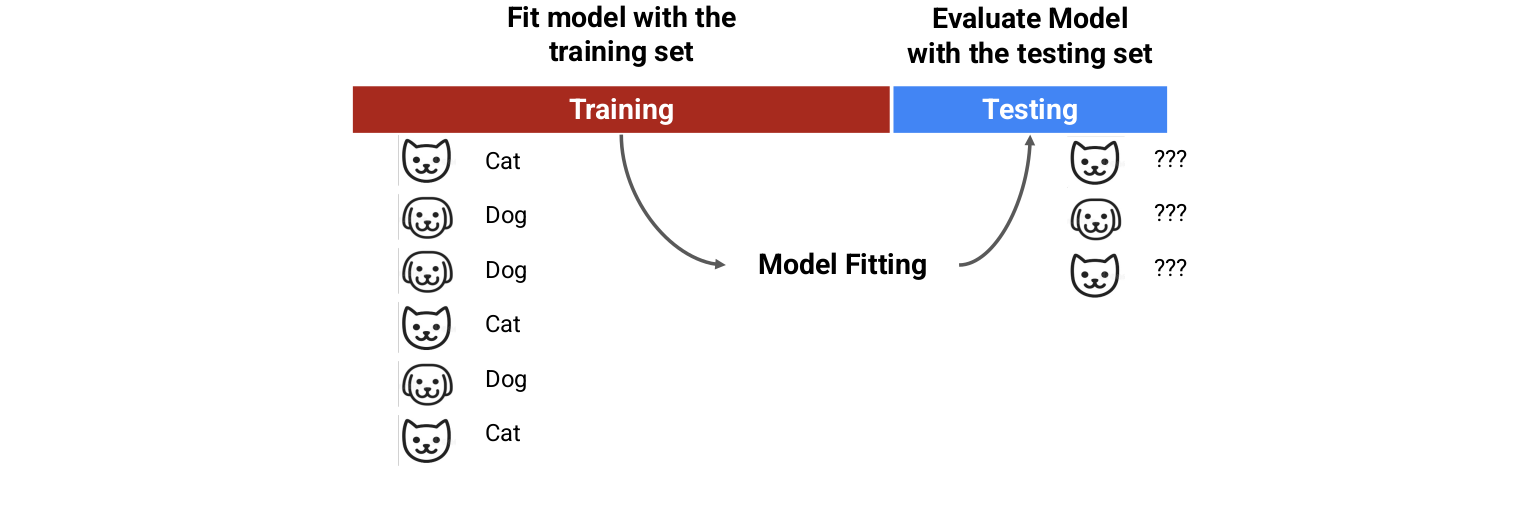 Fit model with the
training set
Evaluate Model
with the testing set
Training
Testing
Cat
Dog
Dog
Cat
Dog
Cat
Model Fitting
???
???
???